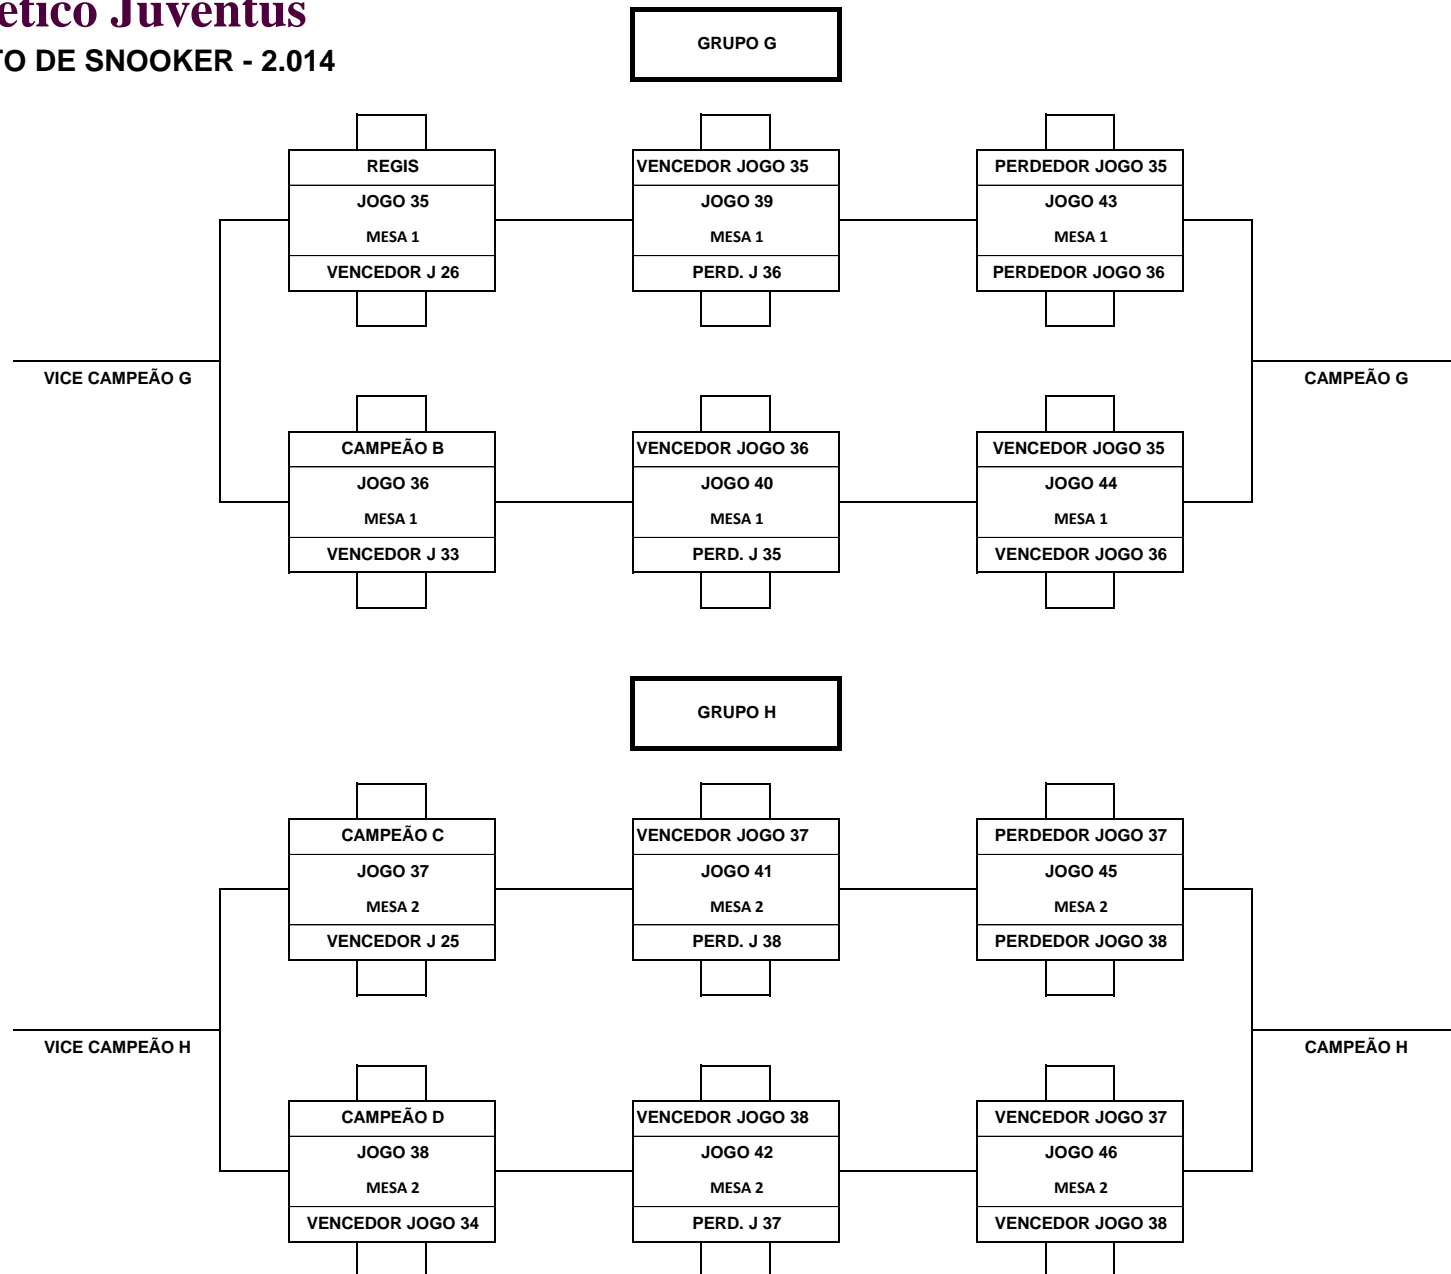 ético Juventus
TO DE SNOOKER - 2.014
GRUPO G
REGIS
VENCEDOR JOGO 35
PERDEDOR JOGO 35
JOGO 35
JOGO 39
JOGO 43
MESA 1
MESA 1
MESA 1
VENCEDOR J 26
PERD. J 36
PERDEDOR JOGO 36
VICE CAMPEÃO G
CAMPEÃO G
CAMPEÃO B
VENCEDOR JOGO 36
VENCEDOR JOGO 35
JOGO 36
JOGO 40
JOGO 44
MESA 1
MESA 1
MESA 1
VENCEDOR J 33
PERD. J 35
VENCEDOR JOGO 36
GRUPO H
CAMPEÃO C
VENCEDOR JOGO 37
PERDEDOR JOGO 37
JOGO 37
JOGO 41
JOGO 45
MESA 2
MESA 2
MESA 2
VENCEDOR J 25
PERD. J 38
PERDEDOR JOGO 38
VICE CAMPEÃO H
CAMPEÃO H
CAMPEÃO D
VENCEDOR JOGO 38
VENCEDOR JOGO 37
JOGO 38
JOGO 42
JOGO 46
MESA 2
MESA 2
MESA 2
VENCEDOR JOGO 34
PERD. J 37
VENCEDOR JOGO 38